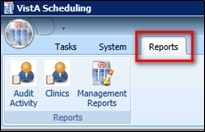 VistA Scheduling
Tasks System Reports
Audit Activity Clinics Management Reports
Reports